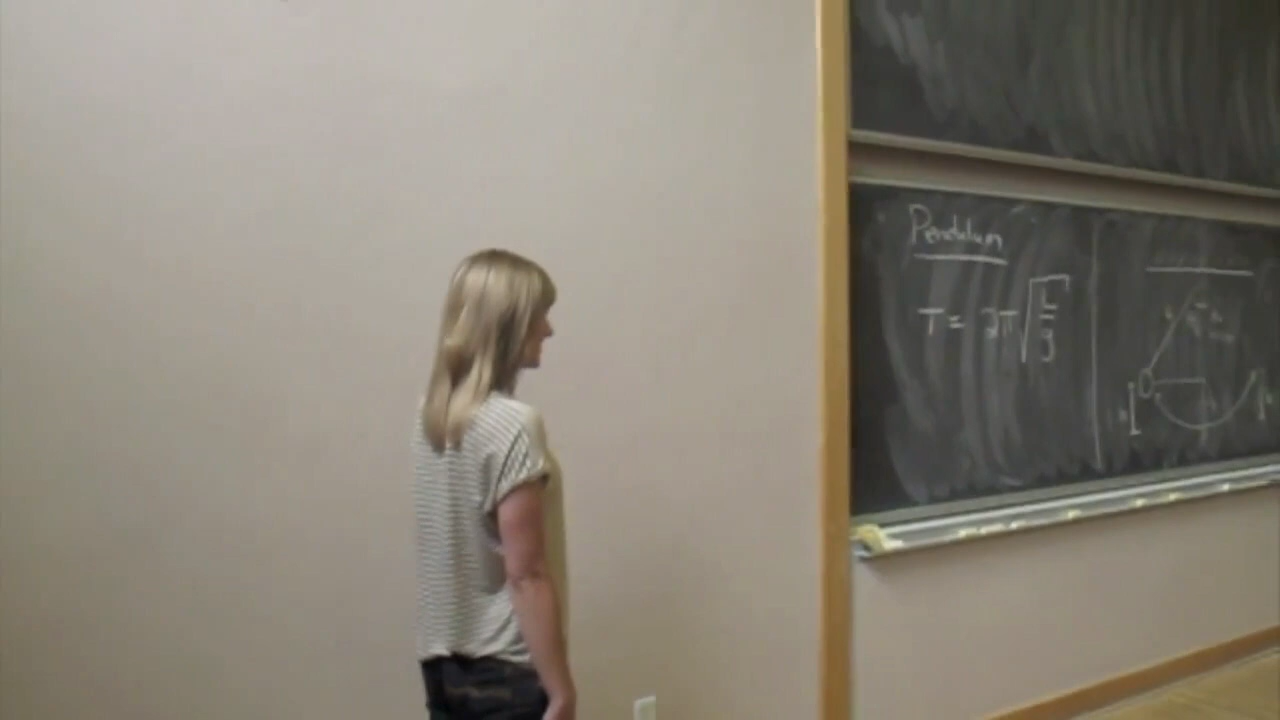 Pendulum
T = 2π√L/g